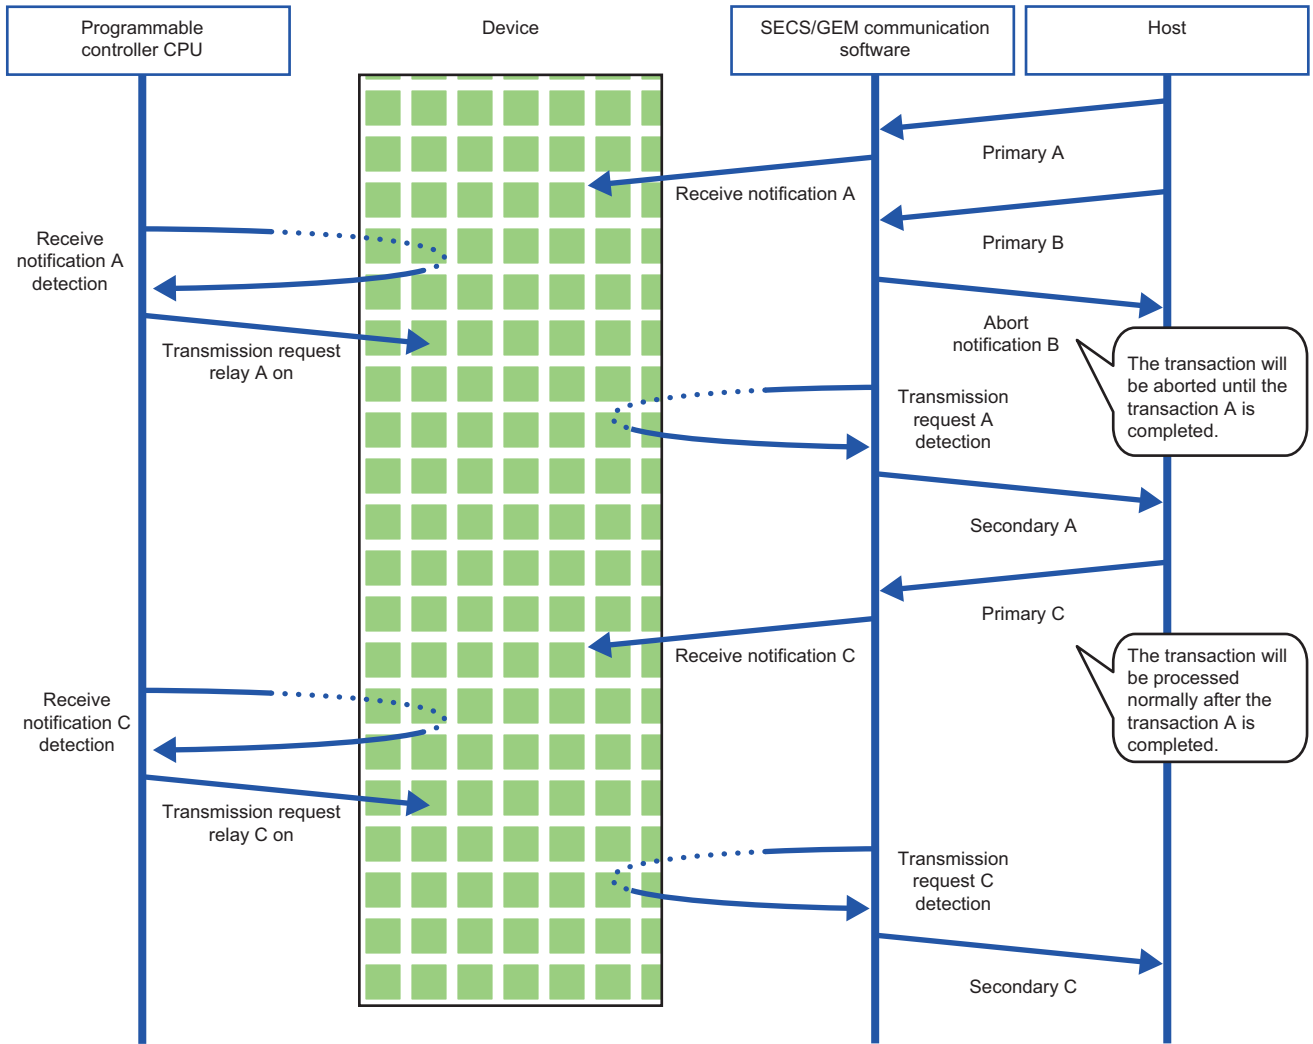 Programmable
controller CPU
Device
SECS/GEM communication
software
Host
Primary A
Receive notification A
Primary B
Receive
notification A
detection
Abort
notification B
Transmission request
relay A on
The transaction will
be aborted until the
transaction A is
completed.
Transmission
request A
detection
Secondary A
Primary C
Receive notification C
The transaction will
be processed
normally after the
transaction A is
completed.
Receive
notification C
detection
Transmission request
relay C on
Transmission
request C
detection
Secondary C